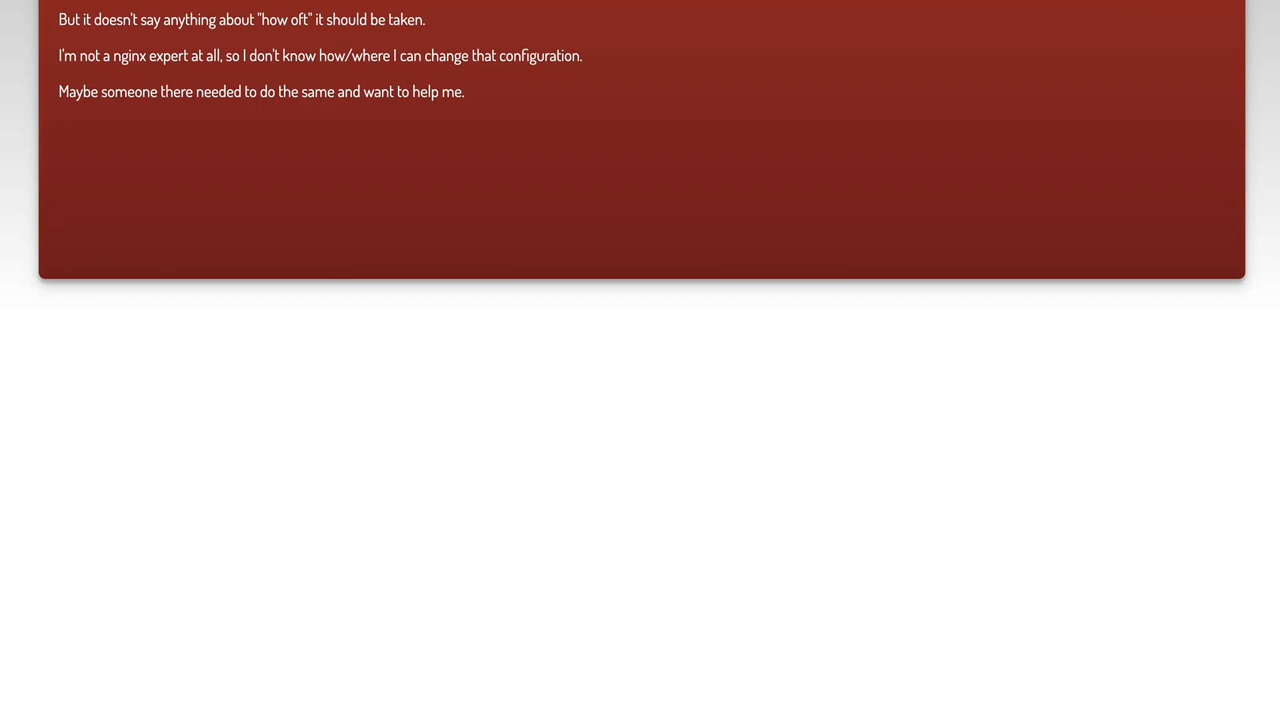 But it doesn't say anything about "how oft" it should be taken.
I'm not a nginx expert at all, so I don't know how/where I can change that configuration.
Maybe someone there needed to do the same and want to help me.